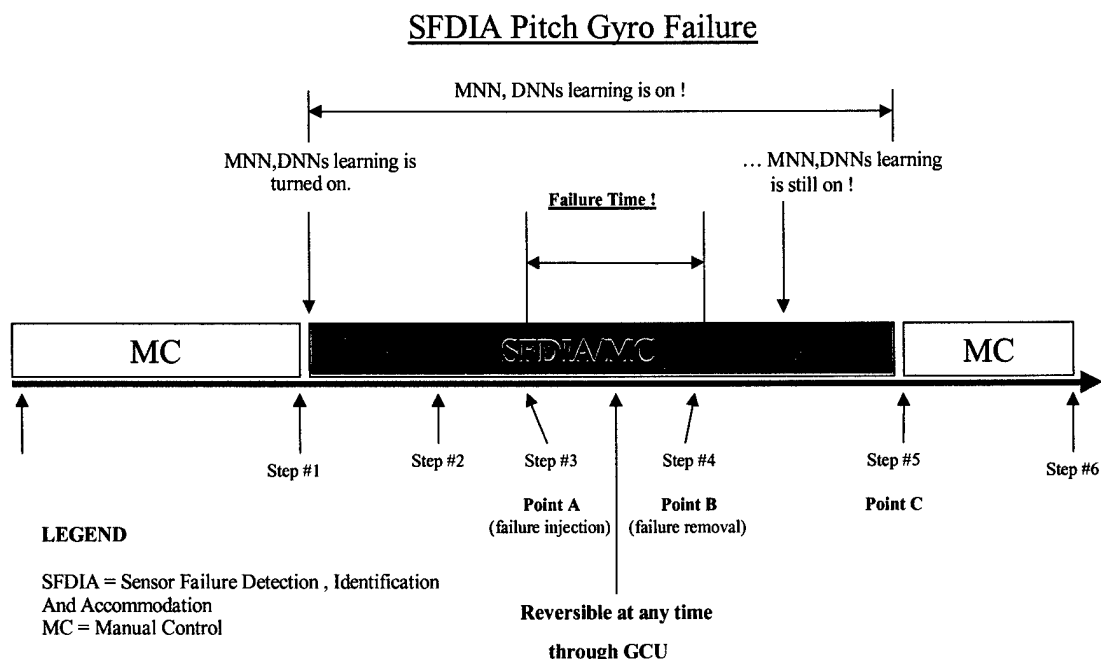 SFDIA Pitch Gyro Failure
MNN, DNNs learning is on !
MNN,DNNs learning is
turned on.
... MNN,DNNs learning
is still on !
Failure Time !
MC
SFDIA/MC
MC
Step #1
Step #2
Step #3
Step #4
Step #5
Step #6
Point A
(failure injection)
Point B
(failure removal)
Point C
LEGEND
SFDIA = Sensor Failure Detection , Identification
And Accommodation
MC = Manual Control
Reversible at any time
through GCU